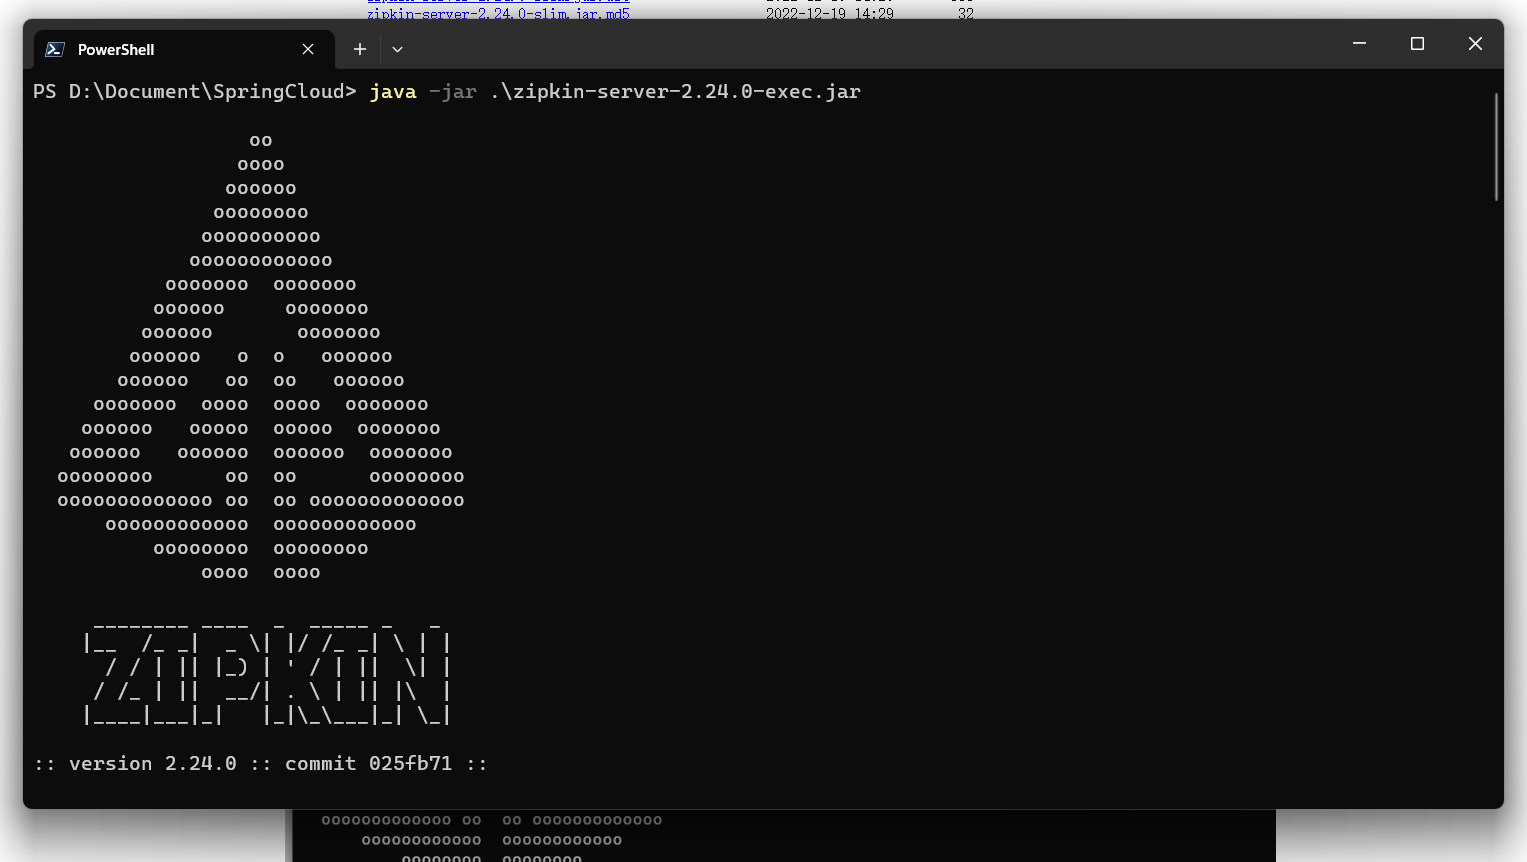 zipkin-server-2.24.0-slim.jar.md5 2022-12-19 14:29 32
PowerShell
PS D:\Document\SpringCloud> java -jar .\zipkin-server-2.24.0-exec.jar
                  oo
                 oooo
                oooooo
               oooooooo
              oooooooooo
             oooooooooooo
           ooooooo  ooooooo
          oooooo     ooooooo
         oooooo       ooooooo
        oooooo   o  o   oooooo
       oooooo   oo  oo   oooooo
     ooooooo  oooo  oooo  ooooooo
    oooooo   ooooo  ooooo  ooooooo
   oooooo   oooooo  oooooo  ooooooo
  oooooooo      oo  oo      oooooooo
  ooooooooooooo oo  oo ooooooooooooo
      oooooooooooo  oooooooooooo
          oooooooo  oooooooo
              oooo  oooo
     ________ ____  _  _____ _   _
    |__  /_ _|  _ \| |/ /_ _| \ | |
      / / | || |_) | ' / | ||  \| |
     / /_ | ||  __/| . \ | || |\  |
    |____|___|_|   |_|\_\___|_| \_|
:: version 2.24.0 :: commit 025fb71 ::
ooooooooooooo oo  oo ooooooooooooo
oooooooooooo  oooooooooooo
oooooooo  oooooooo